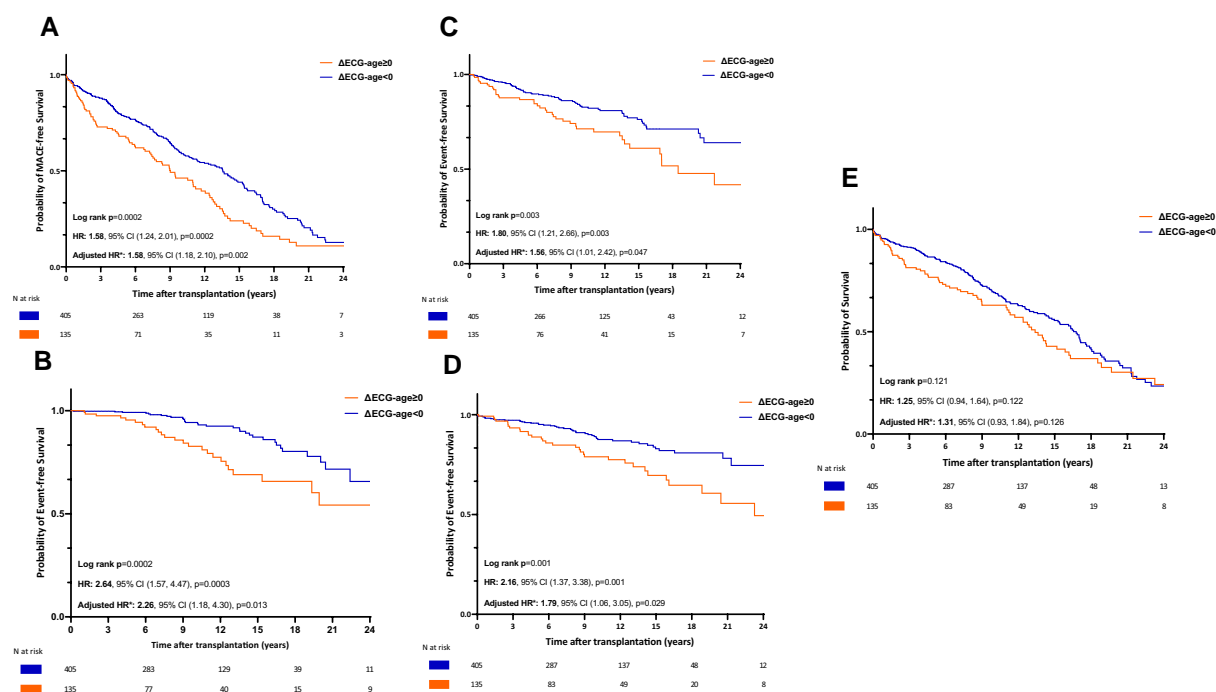 A
ΔECG-age≥0
ΔECG-age<0
Probability of MACE-free Survival
1.0
0.5
0.0
Log rank p=0.0002
HR: 1.58, 95% CI (1.24, 2.01), p=0.0002
Adjusted HR*: 1.58, 95% CI (1.18, 2.10), p=0.002
0 3 6 9 12 15 18 21 24
Time after transplantation (years)
N at risk
405 263 119 38 7
135 71 35 11 3
B
ΔECG-age≥0
ΔECG-age<0
Probability of Event-free Survival
1.0
0.5
0.0
Log rank p=0.0002
HR: 2.64, 95% CI (1.57, 4.47), p=0.0003
Adjusted HR*: 2.26, 95% CI (1.18, 4.30), p=0.013
0 3 6 9 12 15 18 21 24
Time after transplantation (years)
N at risk
405 283 129 39 11
135 77 40 15 9
C
ΔECG-age≥0
ΔECG-age<0
Probability of Event-free Survival
1.0
0.5
0.0
Log rank p=0.003
HR: 1.80, 95% CI (1.21, 2.66), p=0.003
Adjusted HR*: 1.56, 95% CI (1.01, 2.42), p=0.047
0 3 6 9 12 15 18 21 24
Time after transplantation (years)
N at risk
405 266 125 43 12
135 76 41 15 7
D
ΔECG-age≥0
ΔECG-age<0
Probability of Event-free Survival
1.0
0.5
0.0
Log rank p=0.001
HR: 2.16, 95% CI (1.37, 3.38), p=0.001
Adjusted HR*: 1.79, 95% CI (1.06, 3.05), p=0.029
0 3 6 9 12 15 18 21 24
Time after transplantation (years)
N at risk
405 287 137 48 12
135 83 49 20 8
E
ΔECG-age≥0
ΔECG-age<0
Probability of Survival
1.0
0.5
0.0
Log rank p=0.121
HR: 1.25, 95% CI (0.94, 1.64), p=0.122
Adjusted HR*: 1.31, 95% CI (0.93, 1.84), p=0.126
0 3 6 9 12 15 18 21 24
Time after transplantation (years)
N at risk
405 287 137 48 13
135 83 49 19 8